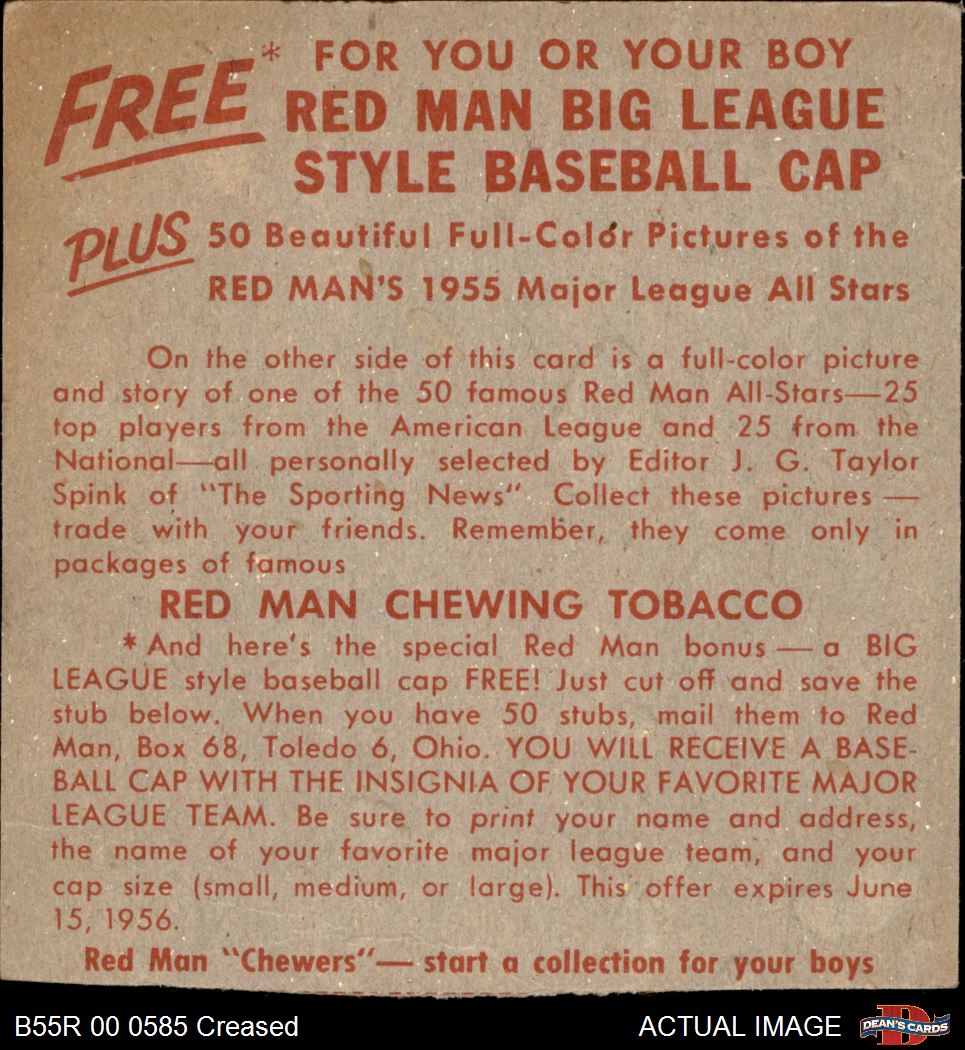 FREE* FOR YOU OR YOUR BOY
RED MAN BIG LEAGUE
STYLE BASEBALL CAP
PLUS 50 Beautiful Full-Color Pictures of the
RED MAN'S 1955 Major League All Stars
On the other side of this card is a full-color picture
and story of one of the 50 famous Red Man All-Stars—25
top players from the American League and 25 from the
National—all personally selected by Editor J. G. Taylor
Spink of "The Sporting News". Collect these pictures —
trade with your friends. Remember, they come only in
packages of famous
RED MAN CHEWING TOBACCO
* And here's the special Red Man bonus — a BIG
LEAGUE style baseball cap FREE! Just cut off and save the
stub below. When you have 50 stubs, mail them to Red
Man, Box 68, Toledo 6, Ohio. YOU WILL RECEIVE A BASE-
BALL CAP WITH THE INSIGNIA OF YOUR FAVORITE MAJOR
LEAGUE TEAM. Be sure to print your name and address,
the name of your favorite major league team, and your
cap size (small, medium, or large). This offer expires June
15, 1956.
Red Man "Chewers"— start a collection for your boys
B55R 00 0585 Creased
ACTUAL IMAGE
D
DEAN'S CARDS